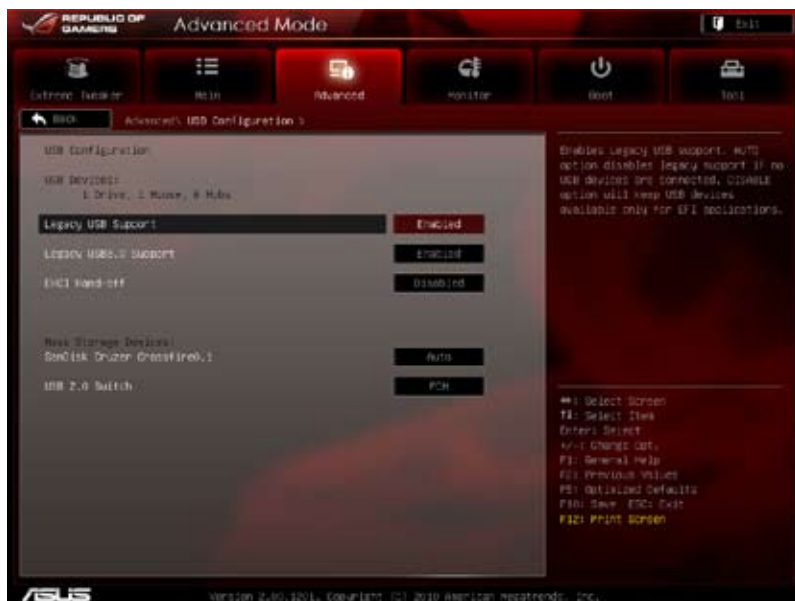 REPUBLIC OF GAMERS
Advanced Mode
Exit
Extreme Tweaker
Main
Advanced
Monitor
Boot
Tool
Back
Advanced\ USB Configuration >
USB Configuration
USB Devices:
1 Drive, 1 Mouse, Hubs
Legacy USB Support
Enabled
Legacy USB3.0 Support
Enabled
EHCI Hand-off
Disabled
Mass Storage Devices:
SanDisk Cruzer Crossfire0.1
Auto
USB 2.0 Switch
PCH
Enables Legacy USB support. AUTO
option disables legacy support if no
USB devices are connected, DISABLE
option will keep USB devices
available only for EFI applications.
: Select Screen
↑↓: Select Item
Enter: Select
+/-: Change Opt.
F1: General Help
F2: Previous Values
F5: Optimized Defaults
F10: Save ESC: Exit
F12: Print Screen
ASUS
Version 2.00.1201. Copyright (C) 2010 American Megatrends, Inc.